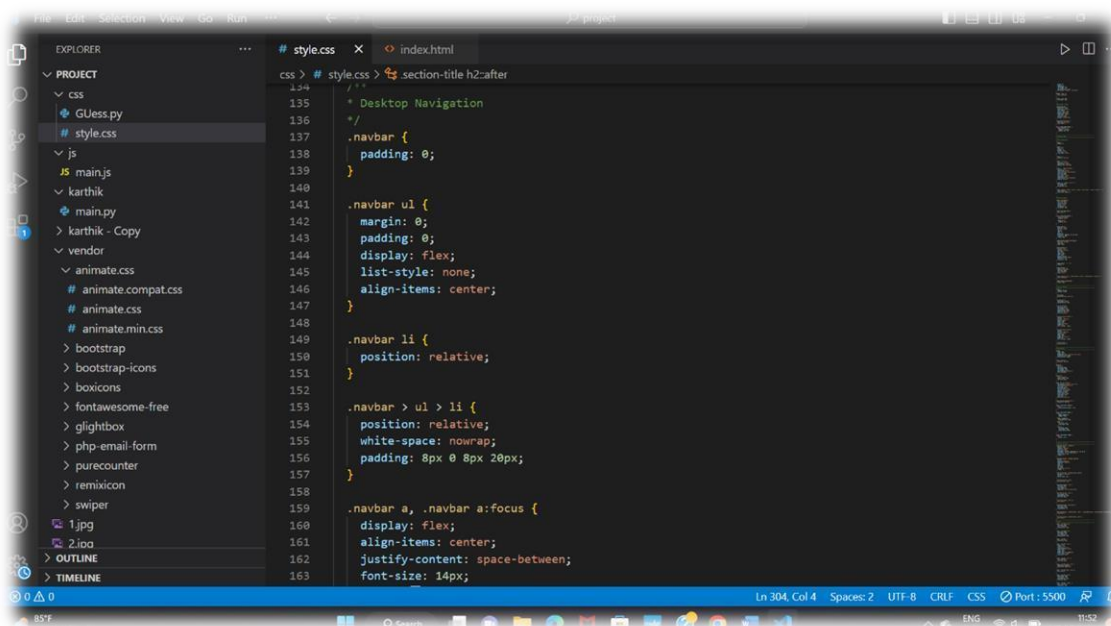 File Edit Selection View Go Run ...
project
EXPLORER
PROJECT
css
GUess.py
# style.css
js
JS main.js
karthik
main.py
karthik - Copy
vendor
animate.css
# animate.compat.css
# animate.css
# animate.min.css
bootstrap
bootstrap-icons
boxicons
fontawesome-free
glightbox
php-email-form
purecounter
remixicon
swiper
1.jpg
2.jpg
OUTLINE
TIMELINE
# style.css
index.html
css > # style.css > .section-title h2::after
134 /**
135 * Desktop Navigation
136 */
137 .navbar {
138 padding: 0;
139 }
140
141 .navbar ul {
142 margin: 0;
143 padding: 0;
144 display: flex;
145 list-style: none;
146 align-items: center;
147 }
148
149 .navbar li {
150 position: relative;
151 }
152
153 .navbar > ul > li {
154 position: relative;
155 white-space: nowrap;
156 padding: 8px 0 8px 20px;
157 }
158
159 .navbar a, .navbar a:focus {
160 display: flex;
161 align-items: center;
162 justify-content: space-between;
163 font-size: 14px;
0 0
Ln 304, Col 4 Spaces: 2 UTF-8 CRLF CSS Port : 5500
85°F
Search
ENG
11:52